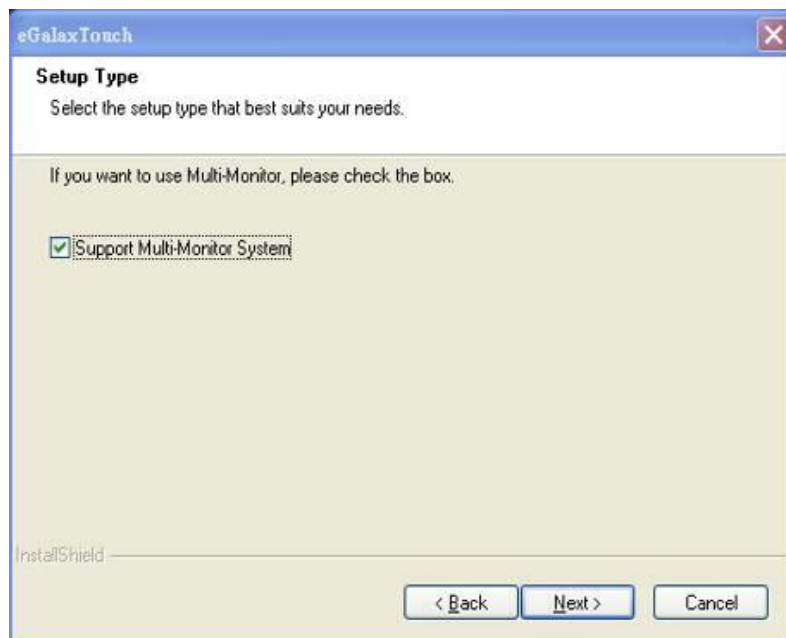 eGalaxTouch
Setup Type
Select the setup type that best suits your needs.
If you want to use Multi-Monitor, please check the box.
Support Multi-Monitor System
InstallShield
< Back
Next >
Cancel